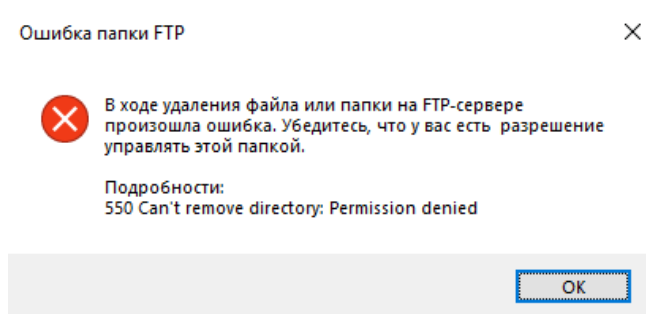 Ошибка папки FTP
В ходе удаления файла или папки на FTP-сервере
произошла ошибка. Убедитесь, что у вас есть разрешение
управлять этой папкой.
Подробности:
550 Can't remove directory: Permission denied
OK